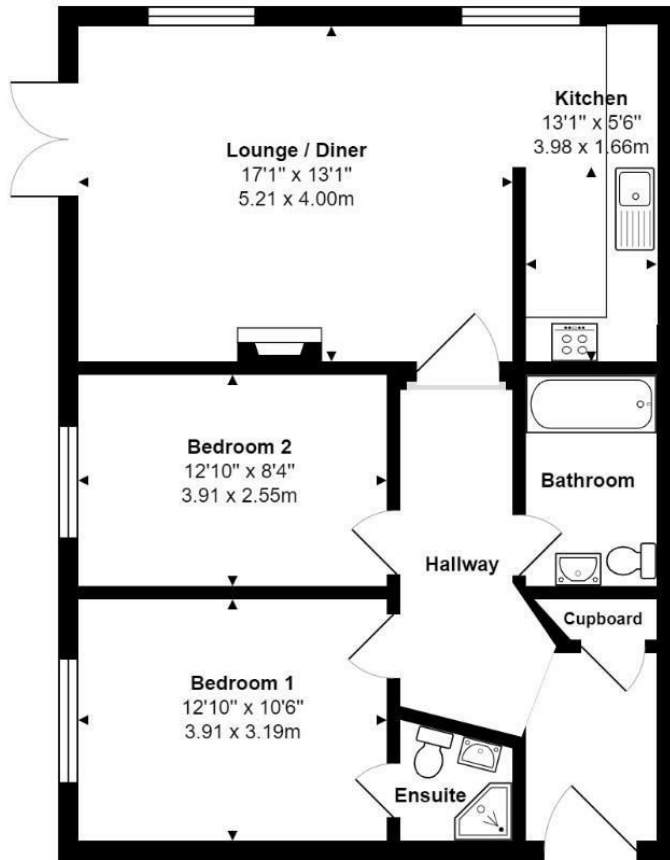 Kitchen
13'1" x 5'6"
3.98 x 1.66m
Lounge / Diner
17'1" x 13'1"
5.21 x 4.00m
Bedroom 2
12'10" x 8'4"
3.91 x 2.55m
Bathroom
Hallway
Cupboard
Bedroom 1
12'10" x 10'6"
3.91 x 3.19m
Ensuite